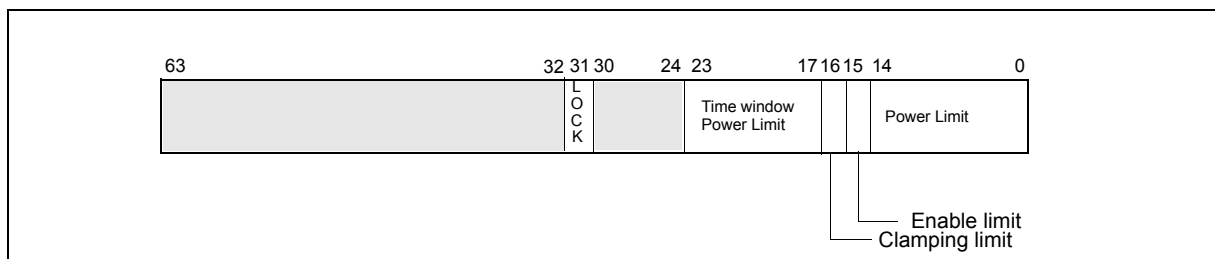 63 32 31 30 24 23 17 16 15 14 0
LOCK
Time window
Power Limit
Power Limit
Enable limit
Clamping limit